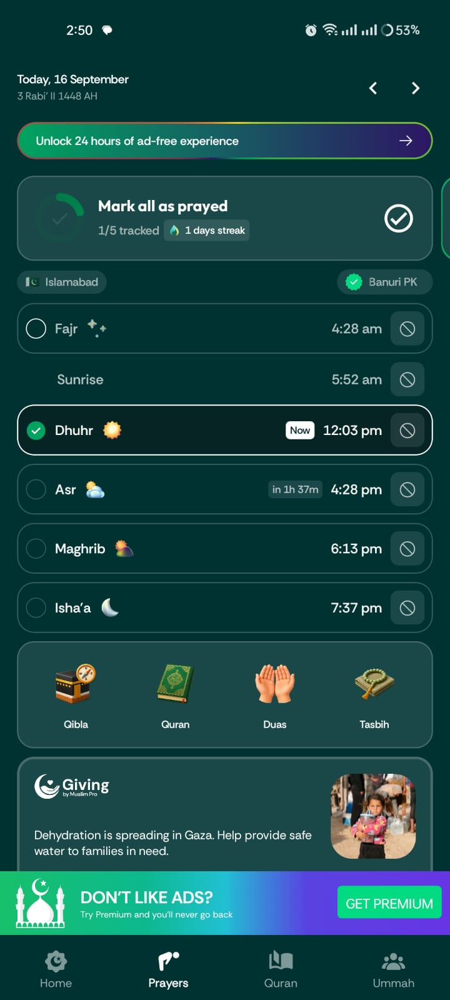 2:50
53%
Today, 16 September
3 Rabi' II 1448 AH
Unlock 24 hours of ad-free experience
Mark all as prayed
1/5 tracked 1 days streak
Islamabad Banuri PK
Fajr 4:28 am
Sunrise 5:52 am
Dhuhr Now 12:03 pm
Asr in 1h 37m 4:28 pm
Maghrib 6:13 pm
Isha'a 7:37 pm
Qibla Quran Duas Tasbih
Giving
by Muslim Pro
Dehydration is spreading in Gaza. Help provide safe
water to families in need.
DON'T LIKE ADS?
Try Premium and you'll never go back
GET PREMIUM
Home Prayers Quran Ummah